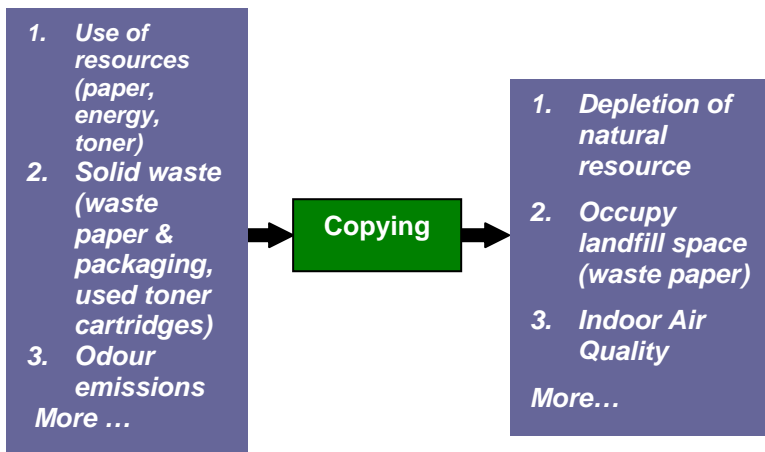 1. Use of
resources
(paper,
energy,
toner)
2. Solid waste
(waste
paper &
packaging,
used toner
cartridges)
3. Odour
emissions
More …
Copying
1. Depletion of
natural
resource
2. Occupy
landfill space
(waste paper)
3. Indoor Air
Quality
More…